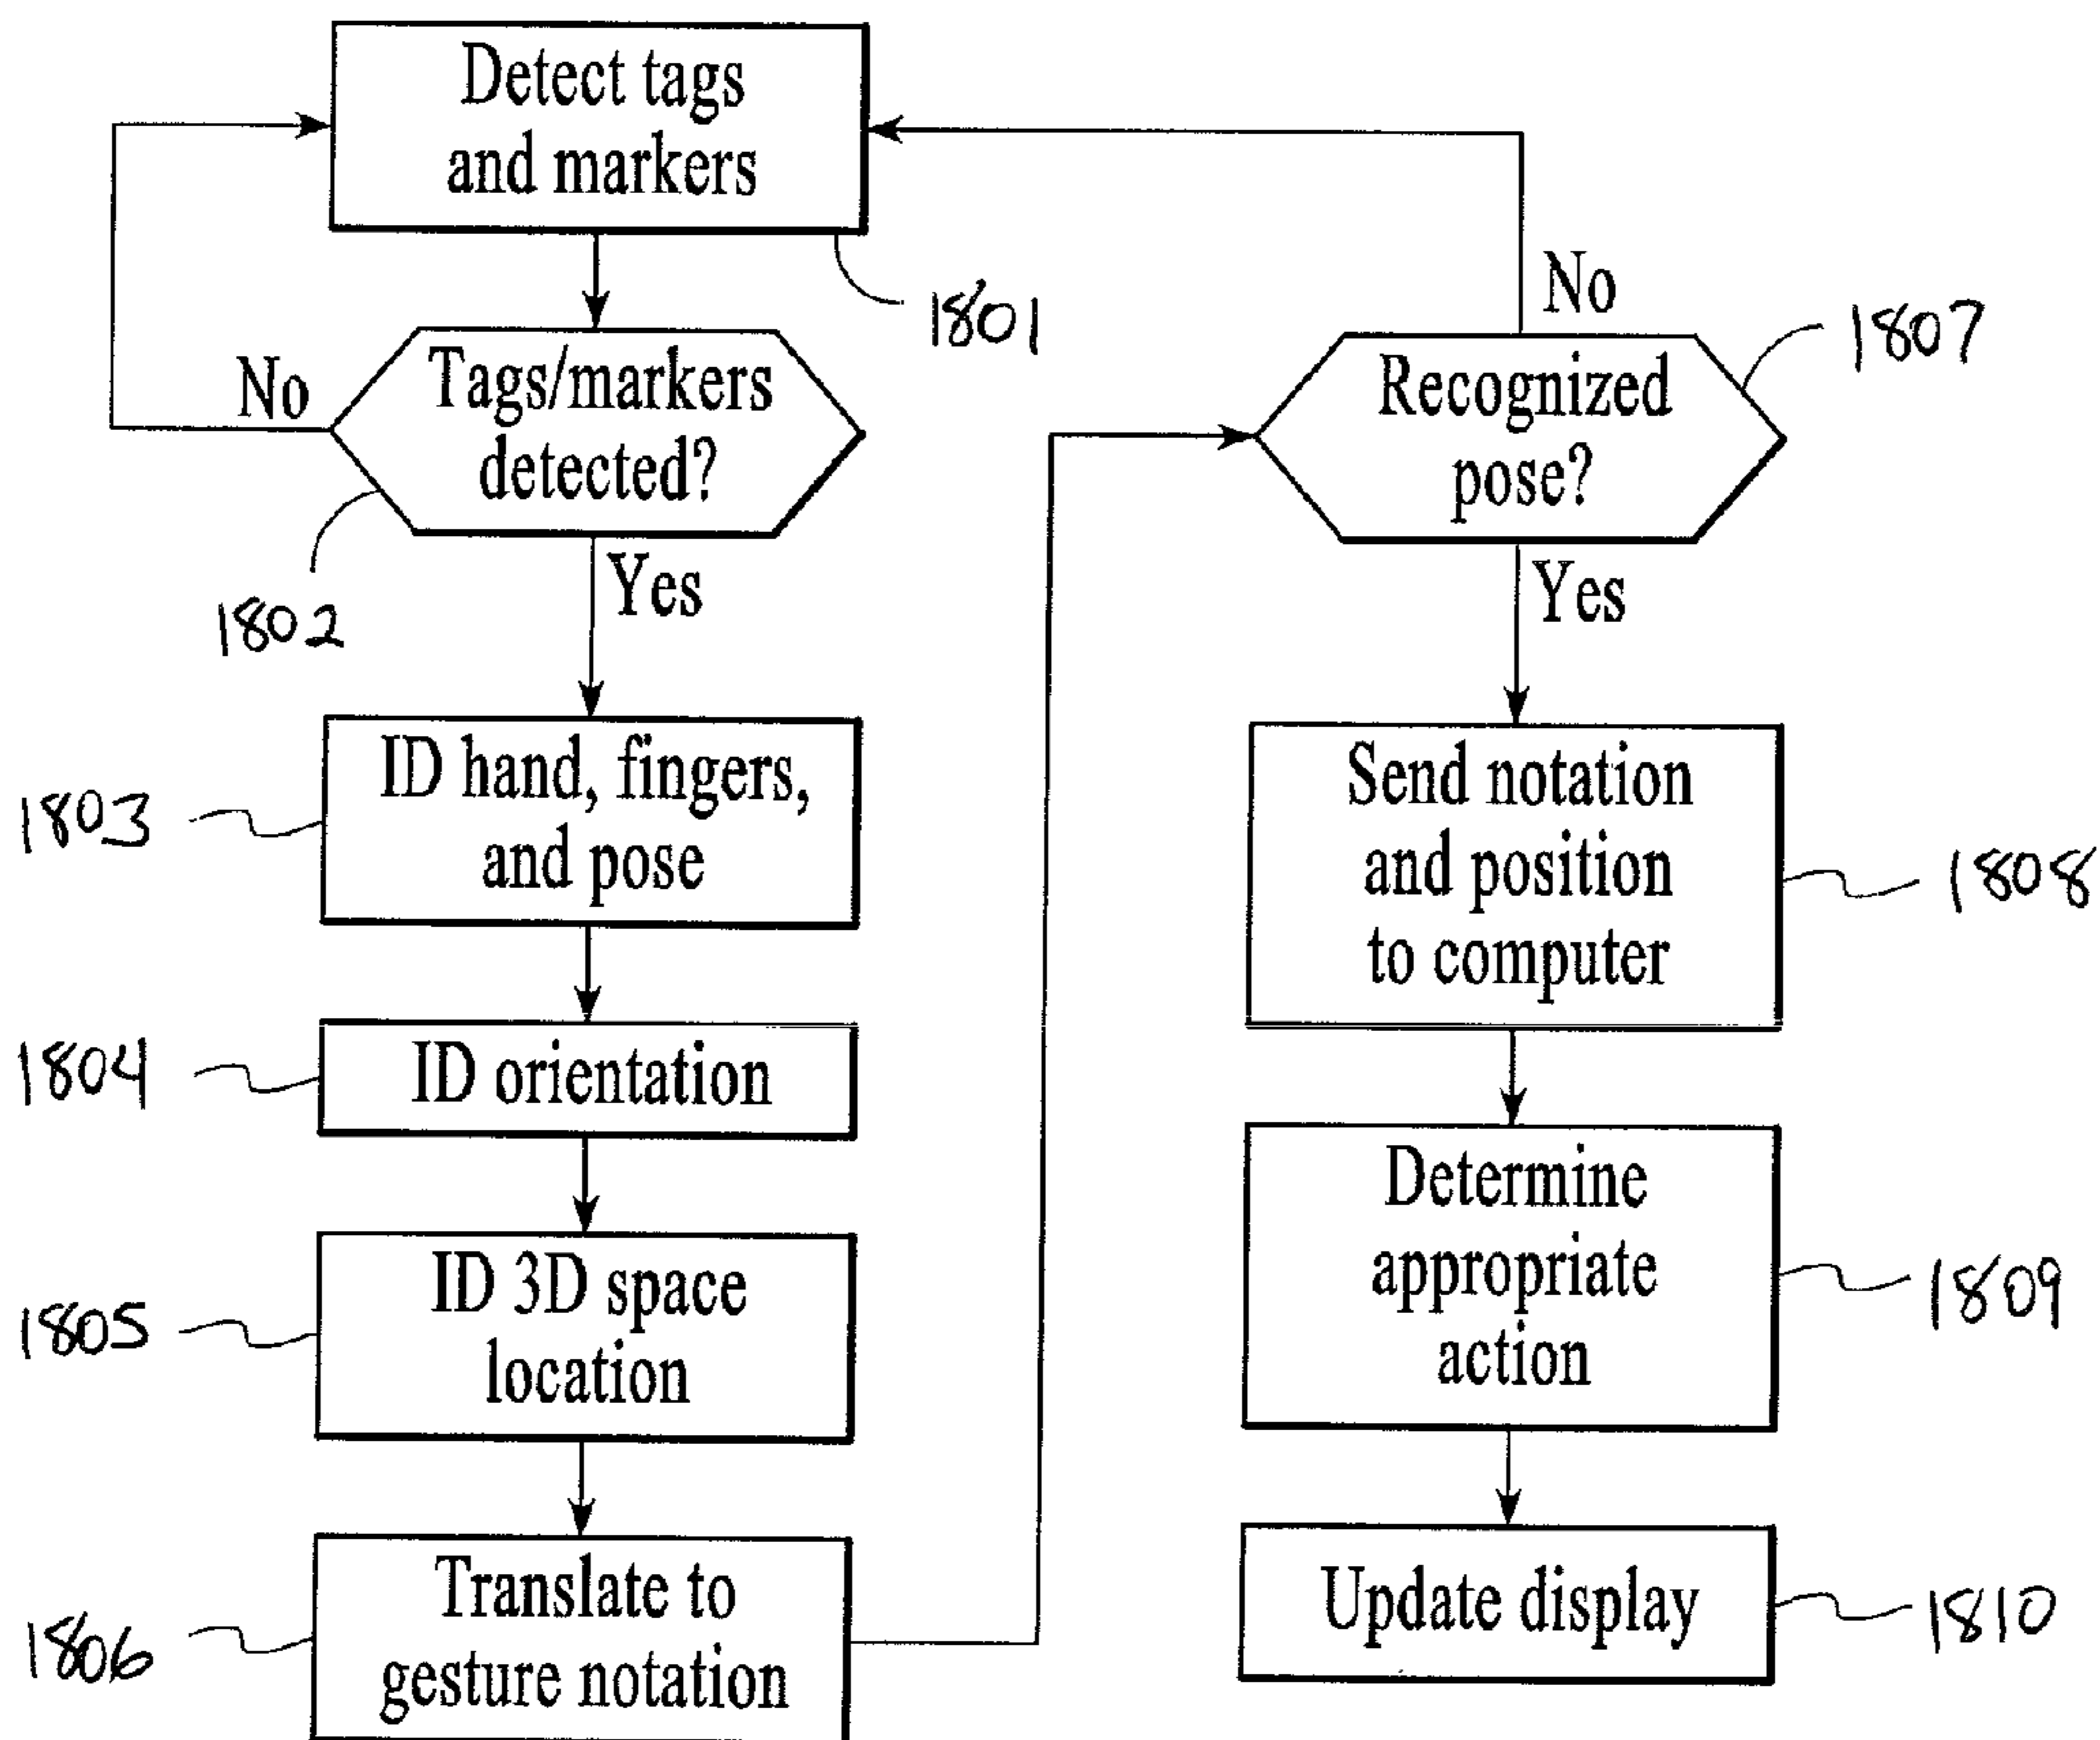 Detect tags
and markers
1801
No
Tags/markers
detected?
1802
Yes
ID hand, fingers,
and pose
1803
ID orientation
1804
ID 3D space
location
1805
Translate to
gesture notation
1806
No
Recognized
pose?
1807
Yes
Send notation
and position
to computer
1808
Determine
appropriate
action
1809
Update display
1810